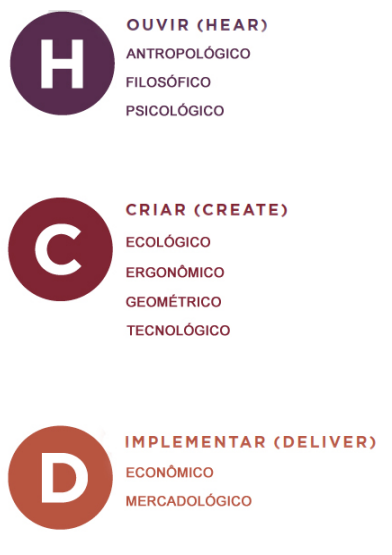 H
OUVIR (HEAR)
ANTROPOLÓGICO
FILOSÓFICO
PSICOLÓGICO
C
CRIAR (CREATE)
ECOLÓGICO
ERGONÔMICO
GEOMÉTRICO
TECNOLÓGICO
D
IMPLEMENTAR (DELIVER)
ECONÔMICO
MERCADOLÓGICO